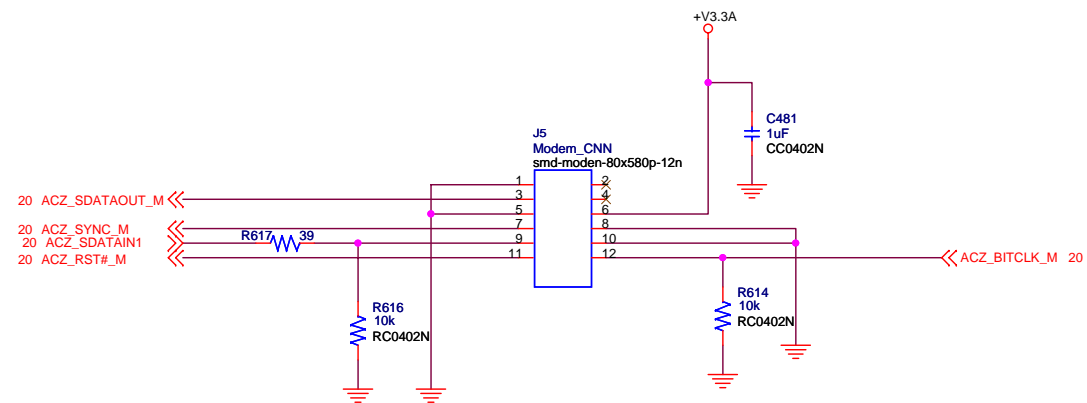 +V3.3A
C481
1uF
CC0402N
J5
Modem_CNN
smd-moden-80x580p-12n
1 2
20 ACZ_SDATAOUT_M 3 4
5 6
20 ACZ_SYNC_M 7 8
20 ACZ_SDATAIN1 R617 39 9 10
20 ACZ_RST#_M 11 12 ACZ_BITCLK_M 20
R616
10k
RC0402N
R614
10k
RC0402N